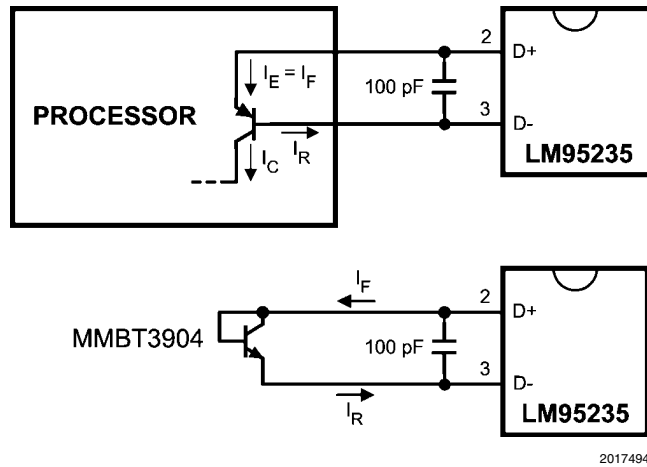 2
D+
I_E = I_F
100 pF
PROCESSOR
3
D-
I_R
I_C
LM95235
I_F
2
D+
MMBT3904
100 pF
3
D-
I_R
LM95235
2017494